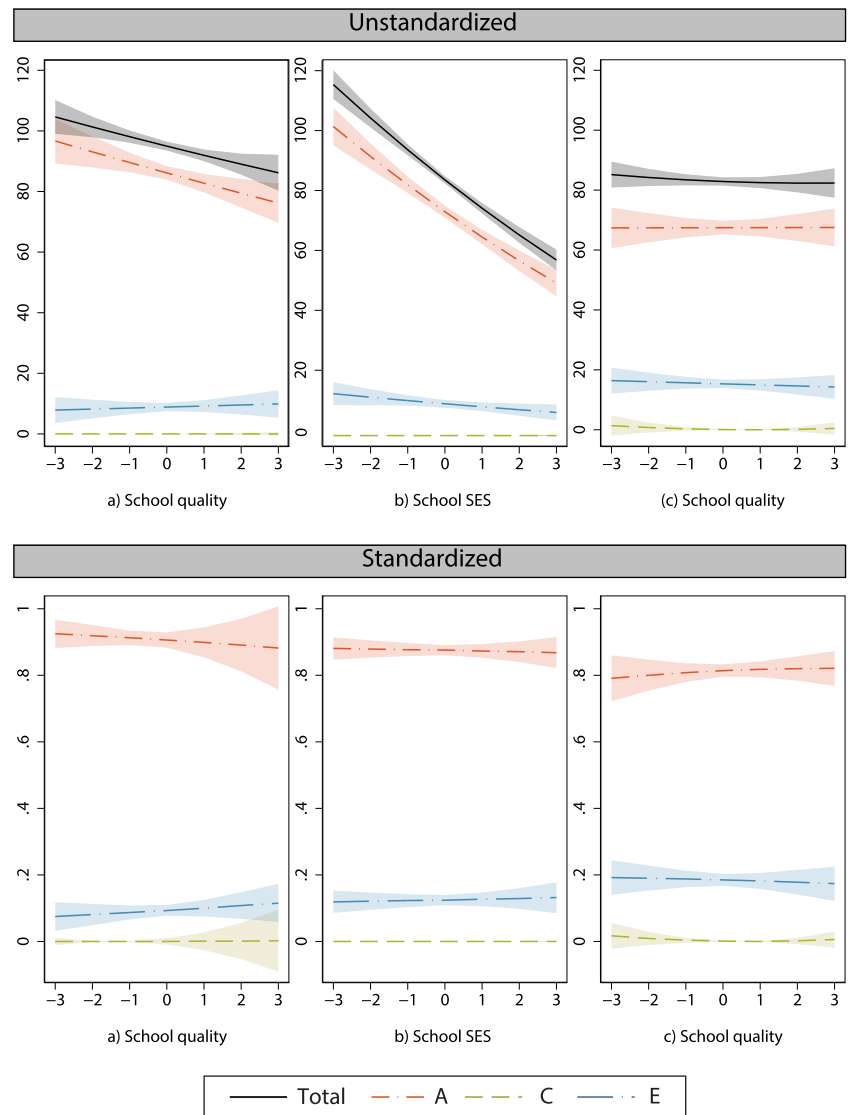 Unstandardized
120
100
80
60
40
20
0
−3 −2 −1 0 1 2 3
a) School quality
120
100
80
60
40
20
0
−3 −2 −1 0 1 2 3
b) School SES
120
100
80
60
40
20
0
−3 −2 −1 0 1 2 3
(c) School quality
Standardized
1
.8
.6
.4
.2
0
−3 −2 −1 0 1 2 3
a) School quality
1
.8
.6
.4
.2
0
−3 −2 −1 0 1 2 3
b) School SES
1
.8
.6
.4
.2
0
−3 −2 −1 0 1 2 3
c) School quality
Total A C E